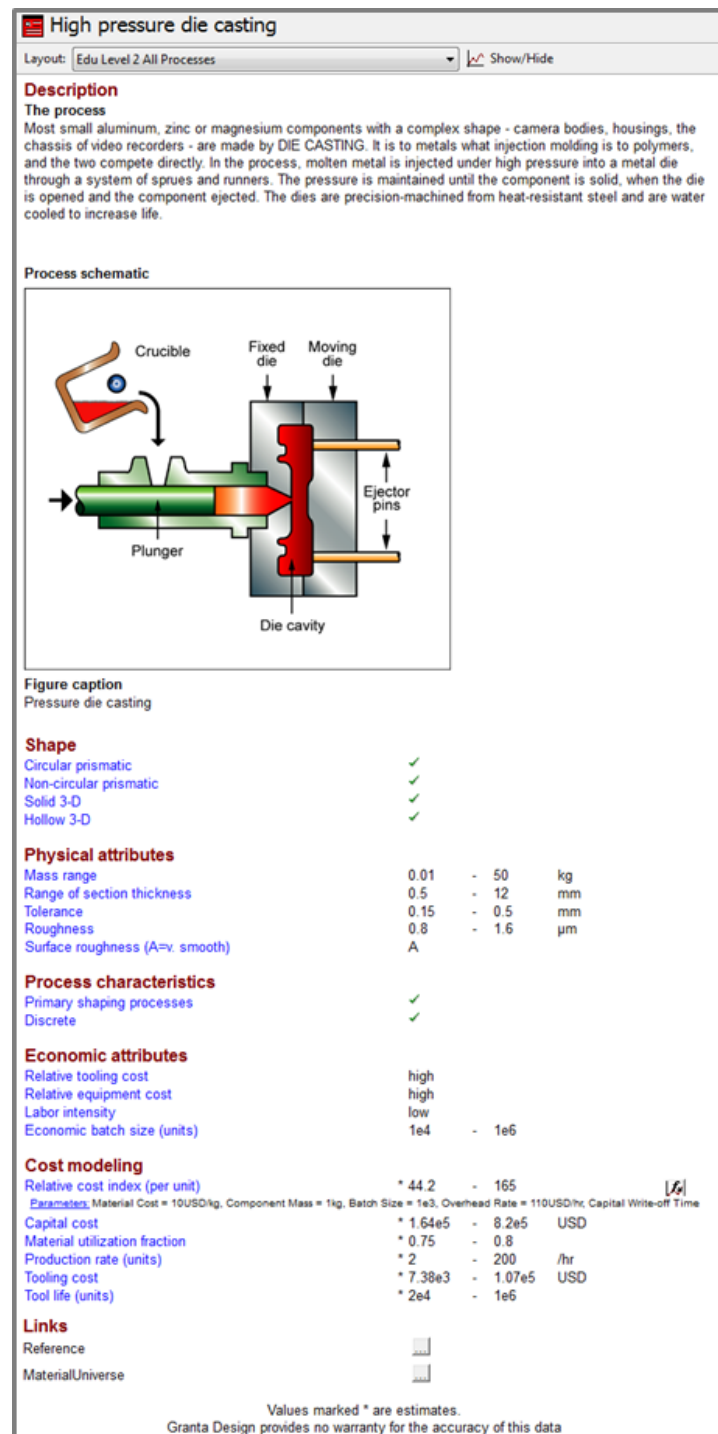 High pressure die casting
Layout: Edu Level 2 All Processes Show/Hide
Description
The process
Most small aluminum, zinc or magnesium components with a complex shape - camera bodies, housings, the
chassis of video recorders - are made by DIE CASTING. It is to metals what injection molding is to polymers,
and the two compete directly. In the process, molten metal is injected under high pressure into a metal die
through a system of sprues and runners. The pressure is maintained until the component is solid, when the die
is opened and the component ejected. The dies are precision-machined from heat-resistant steel and are water
cooled to increase life.
Process schematic
Crucible
Fixed die
Moving die
Ejector pins
Plunger
Die cavity
Figure caption
Pressure die casting
Shape
Circular prismatic ✓
Non-circular prismatic ✓
Solid 3-D ✓
Hollow 3-D ✓
Physical attributes
Mass range 0.01 - 50 kg
Range of section thickness 0.5 - 12 mm
Tolerance 0.15 - 0.5 mm
Roughness 0.8 - 1.6 µm
Surface roughness (A=v. smooth) A
Process characteristics
Primary shaping processes ✓
Discrete ✓
Economic attributes
Relative tooling cost high
Relative equipment cost high
Labor intensity low
Economic batch size (units) 1e4 - 1e6
Cost modeling
Relative cost index (per unit) * 44.2 - 165 fx
Parameters: Material Cost = 10USD/kg, Component Mass = 1kg, Batch Size = 1e3, Overhead Rate = 110USD/hr, Capital Write-off Time
Capital cost * 1.64e5 - 8.2e5 USD
Material utilization fraction * 0.75 - 0.8
Production rate (units) * 2 - 200 /hr
Tooling cost * 7.38e3 - 1.07e5 USD
Tool life (units) * 2e4 - 1e6
Links
Reference ...
MaterialUniverse ...
Values marked * are estimates.
Granta Design provides no warranty for the accuracy of this data